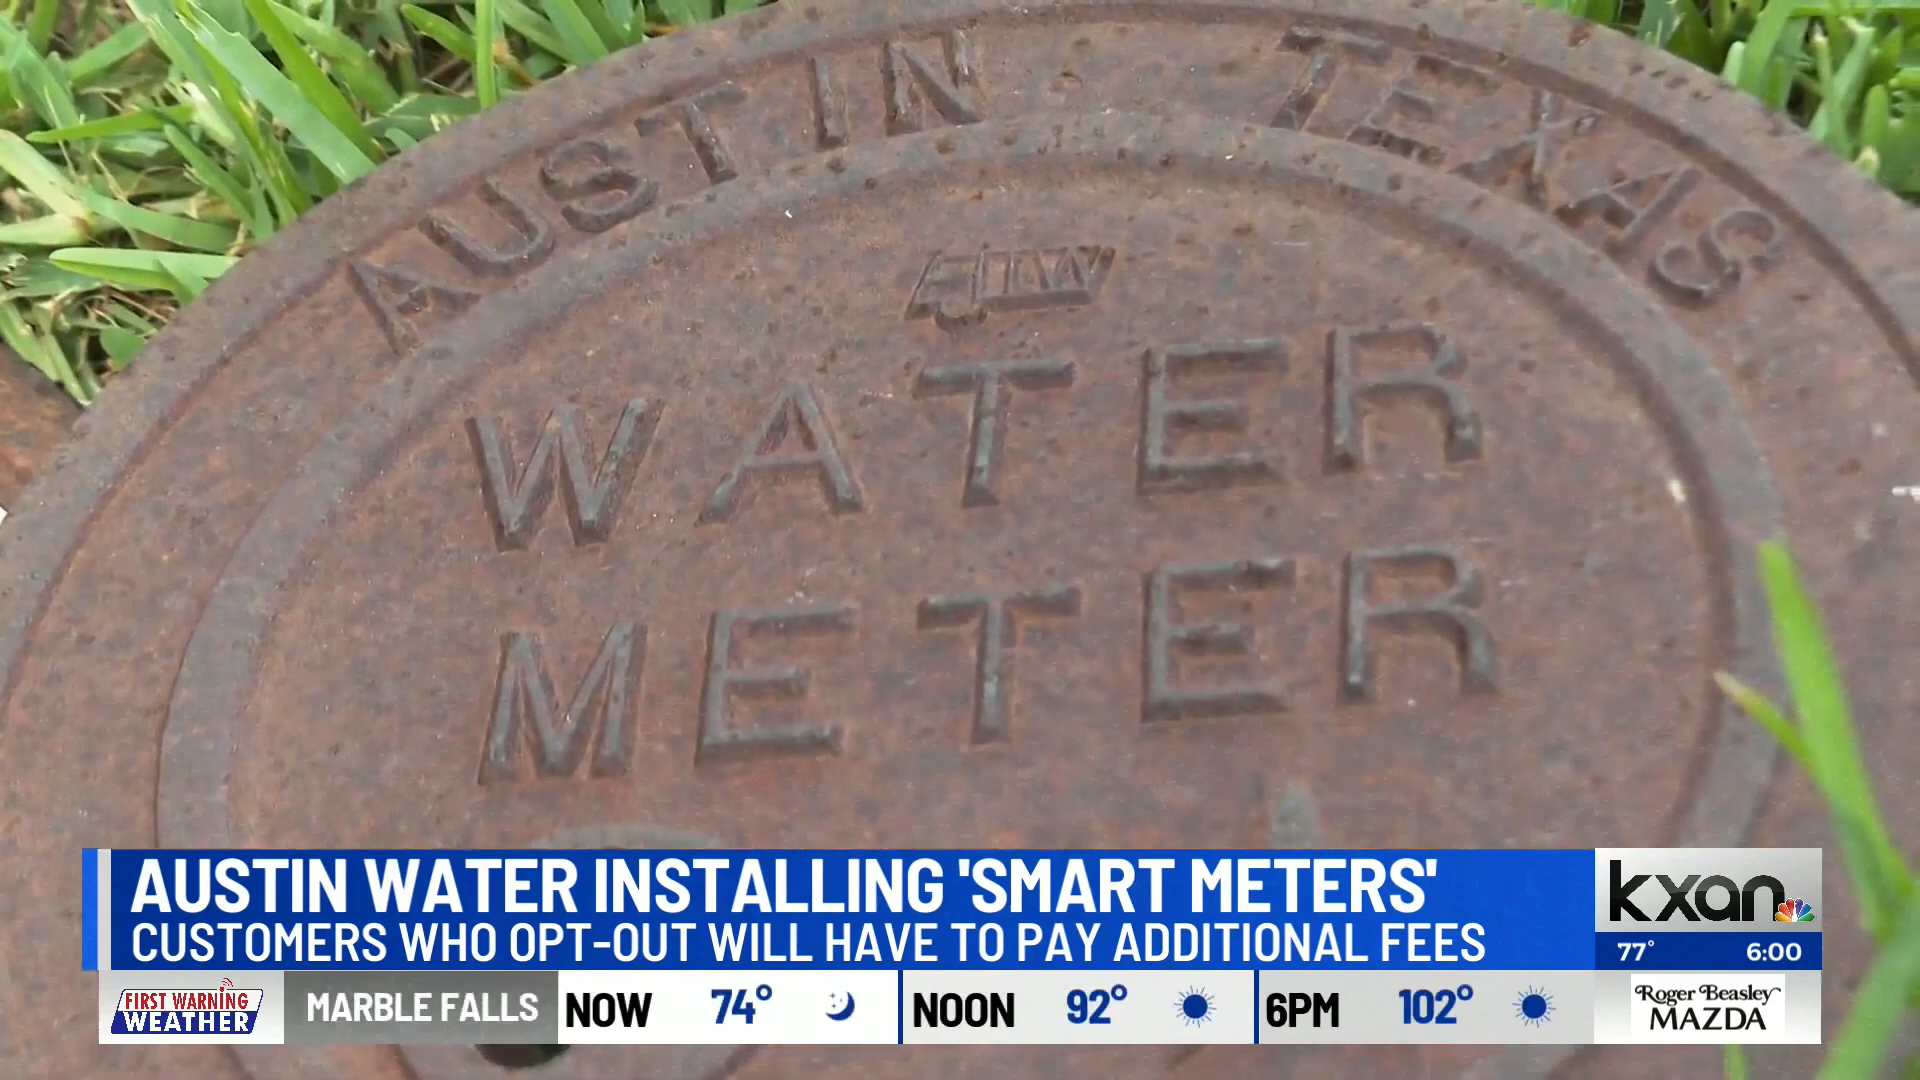 AUSTIN TEXAS
WATER
METER
AUSTIN WATER INSTALLING 'SMART METERS'
CUSTOMERS WHO OPT-OUT WILL HAVE TO PAY ADDITIONAL FEES
kxan
77° 6:00
FIRST WARNING
WEATHER
MARBLE FALLS NOW 74° NOON 92° 6PM 102°
Roger Beasley
MAZDA